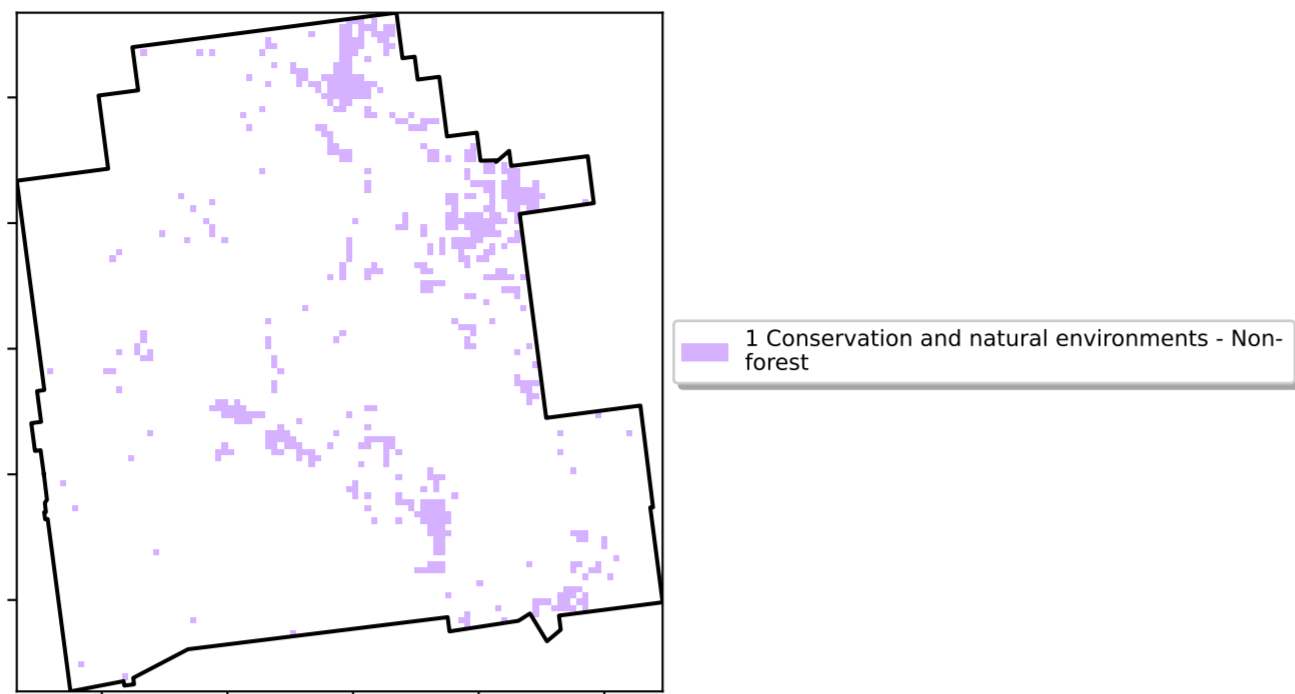 1 Conservation and natural environments - Non-
forest